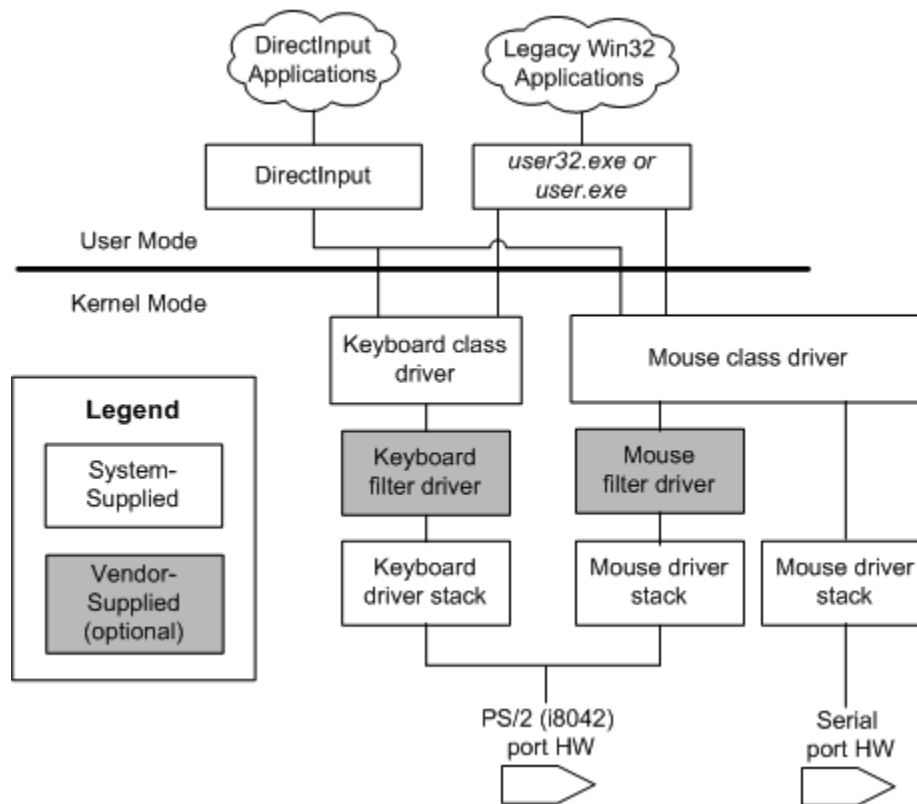 DirectInput
Applications
Legacy Win32
Applications
DirectInput
user32.exe or
user.exe
User Mode
Kernel Mode
Keyboard class
driver
Mouse class driver
Legend
System-
Supplied
Vendor-
Supplied
(optional)
Keyboard
filter driver
Mouse
filter driver
Keyboard
driver stack
Mouse driver
stack
Mouse driver
stack
PS/2 (i8042)
port HW
Serial
port HW